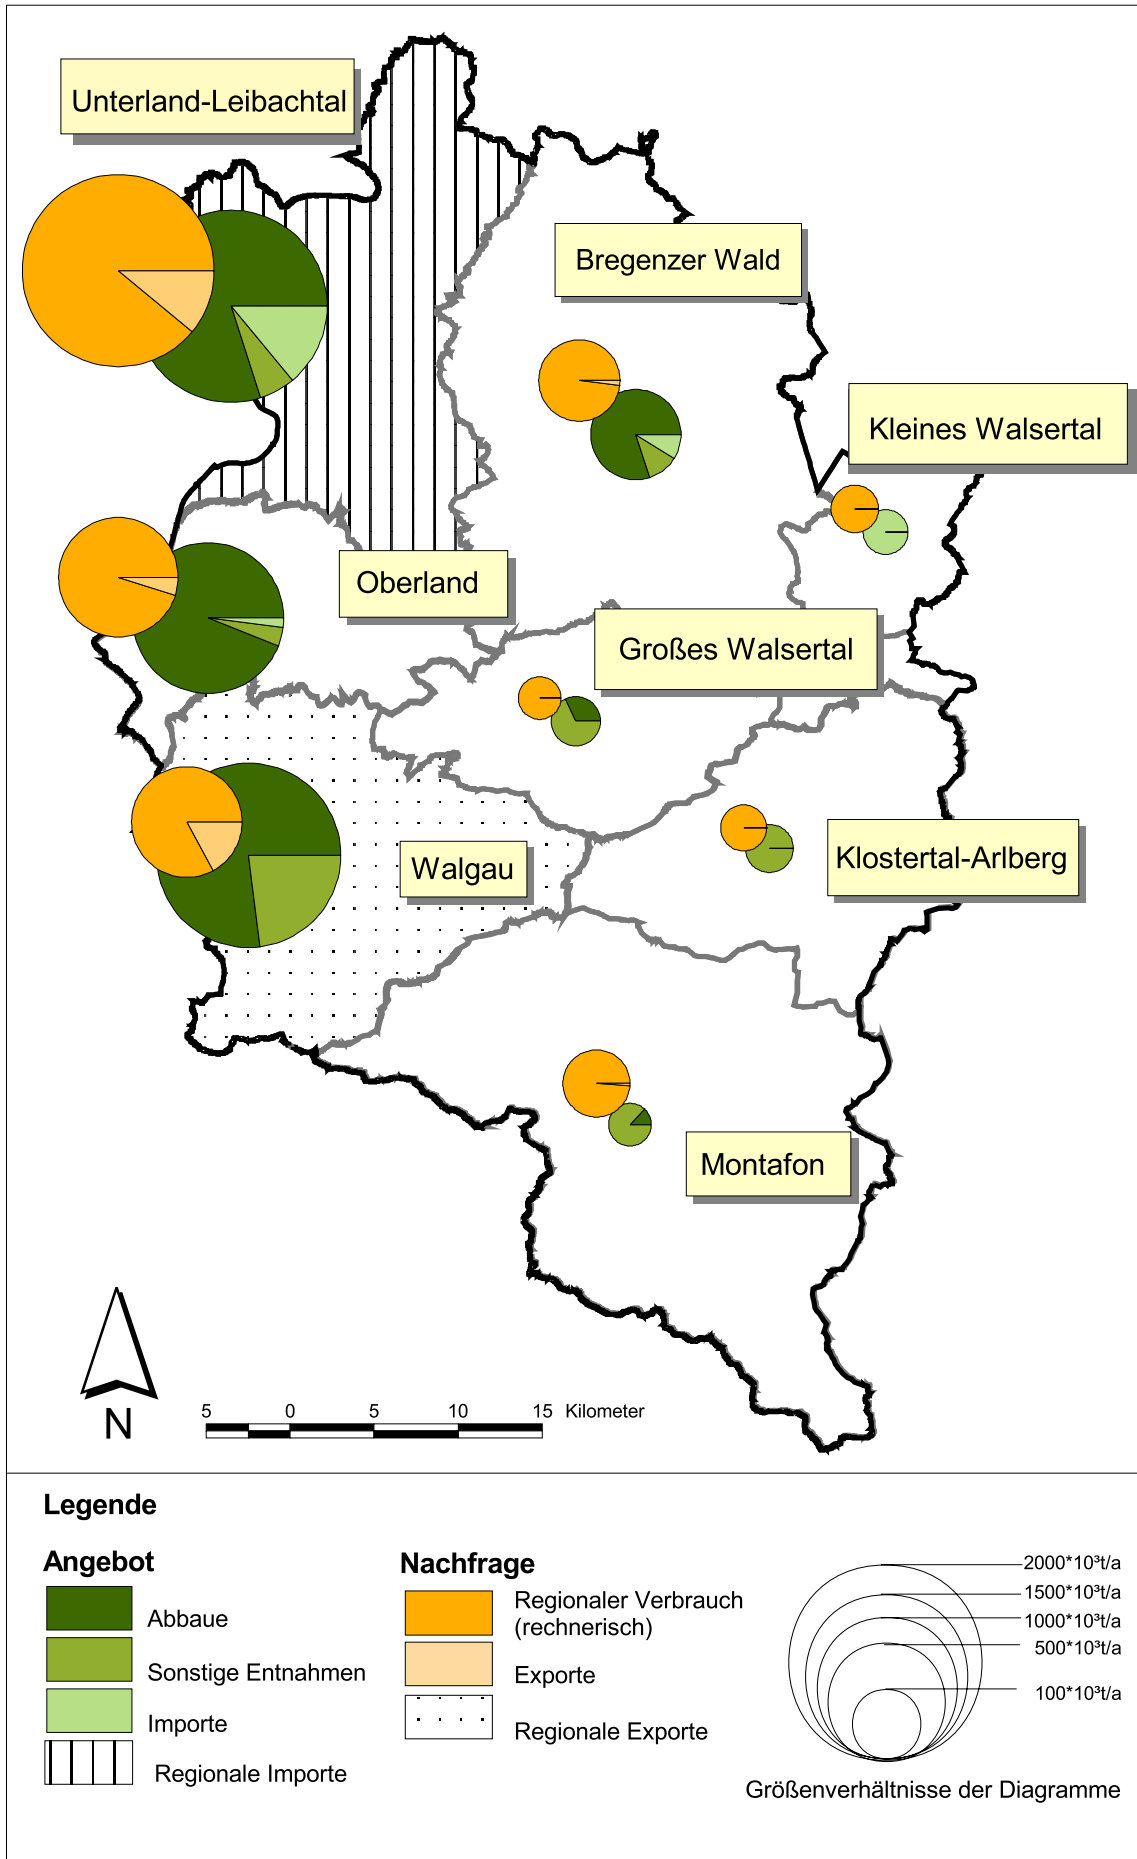 Unterland-Leibachtal
Bregenzer Wald
Kleines Walsertal
Oberland
Großes Walsertal
Walgau
Klostertal-Arlberg
Montafon
N
5 0 5 10 15 Kilometer
Legende
Angebot
Abbaue
Sonstige Entnahmen
Importe
Regionale Importe
Nachfrage
Regionaler Verbrauch
(rechnerisch)
Exporte
Regionale Exporte
2000*10³t/a
1500*10³t/a
1000*10³t/a
500*10³t/a
100*10³t/a
Größenverhältnisse der Diagramme